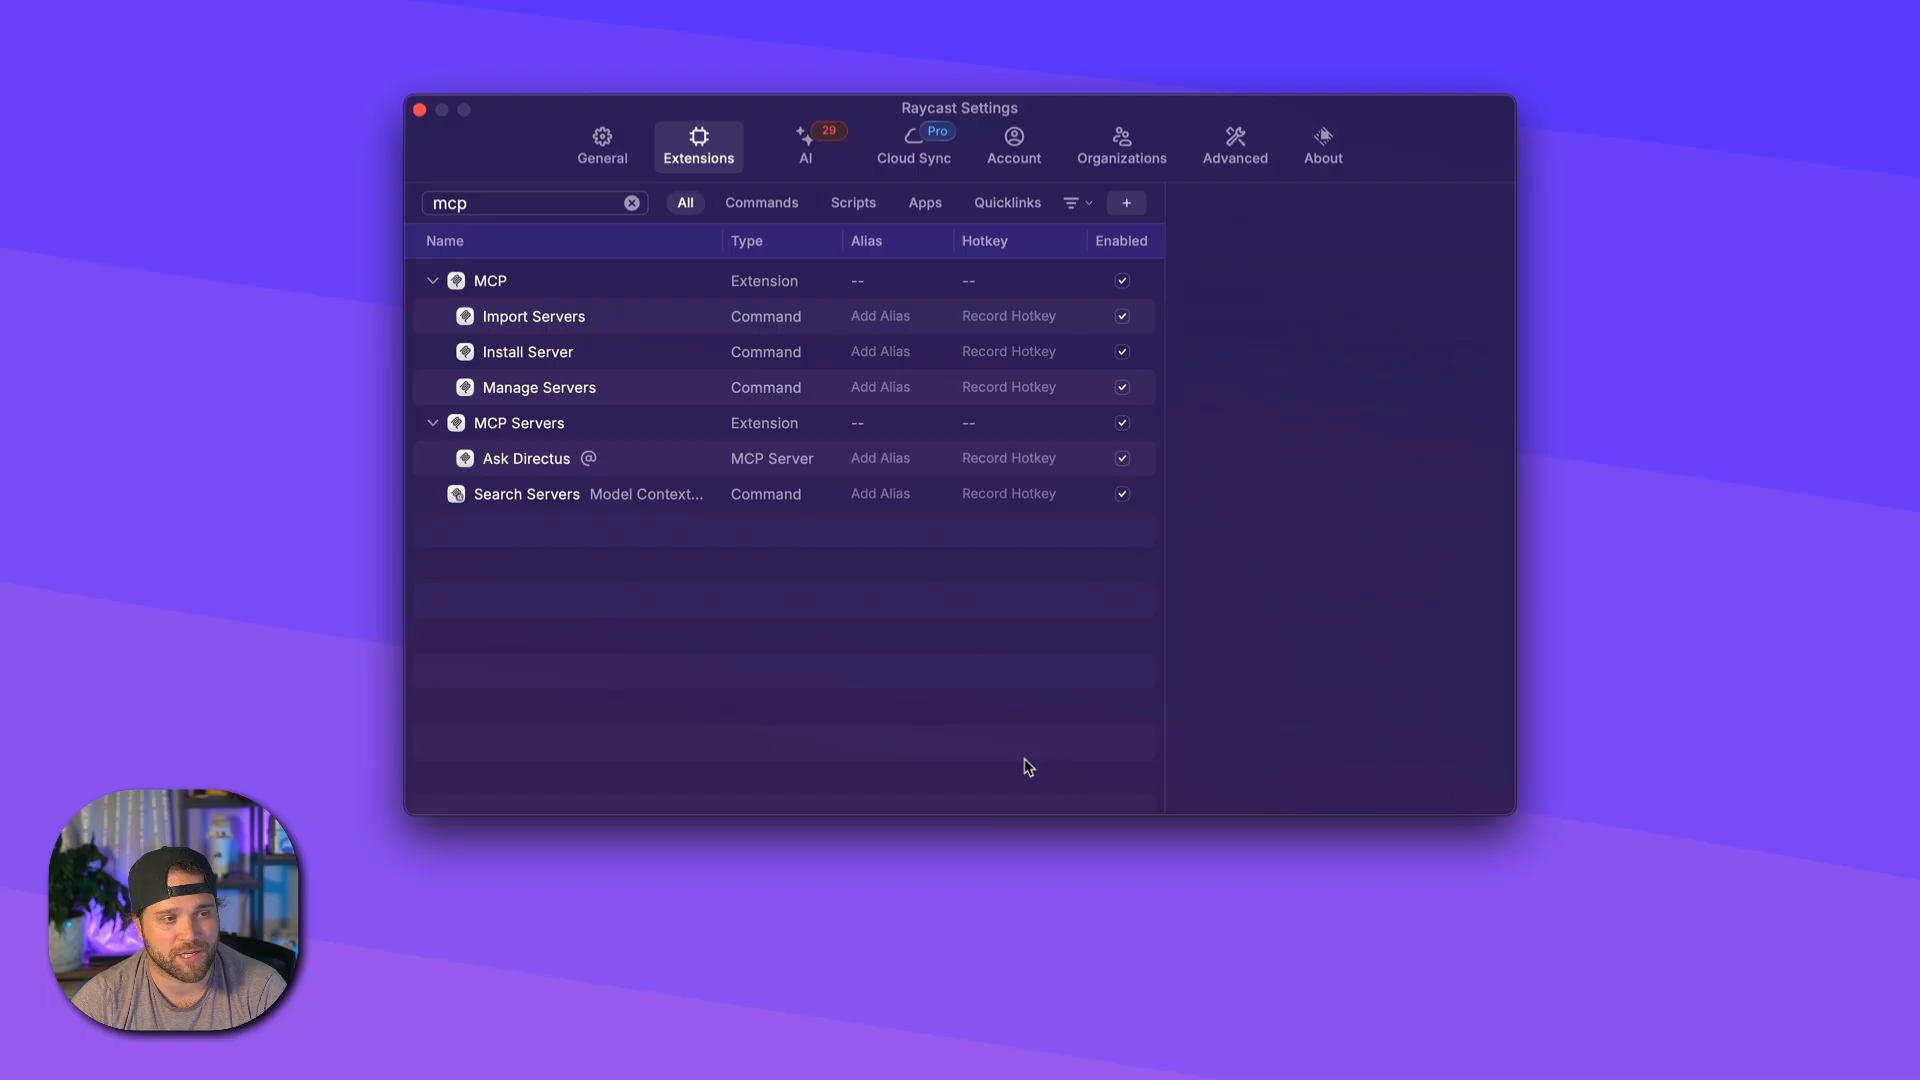 Raycast Settings
General
Extensions
29
AI
Pro
Cloud Sync
Account
Organizations
Advanced
About
mcp
All Commands Scripts Apps Quicklinks +
Name Type Alias Hotkey Enabled
MCP Extension -- --
Import Servers Command Add Alias Record Hotkey
Install Server Command Add Alias Record Hotkey
Manage Servers Command Add Alias Record Hotkey
MCP Servers Extension -- --
Ask Directus @ MCP Server Add Alias Record Hotkey
Search Servers Model Context... Command Add Alias Record Hotkey